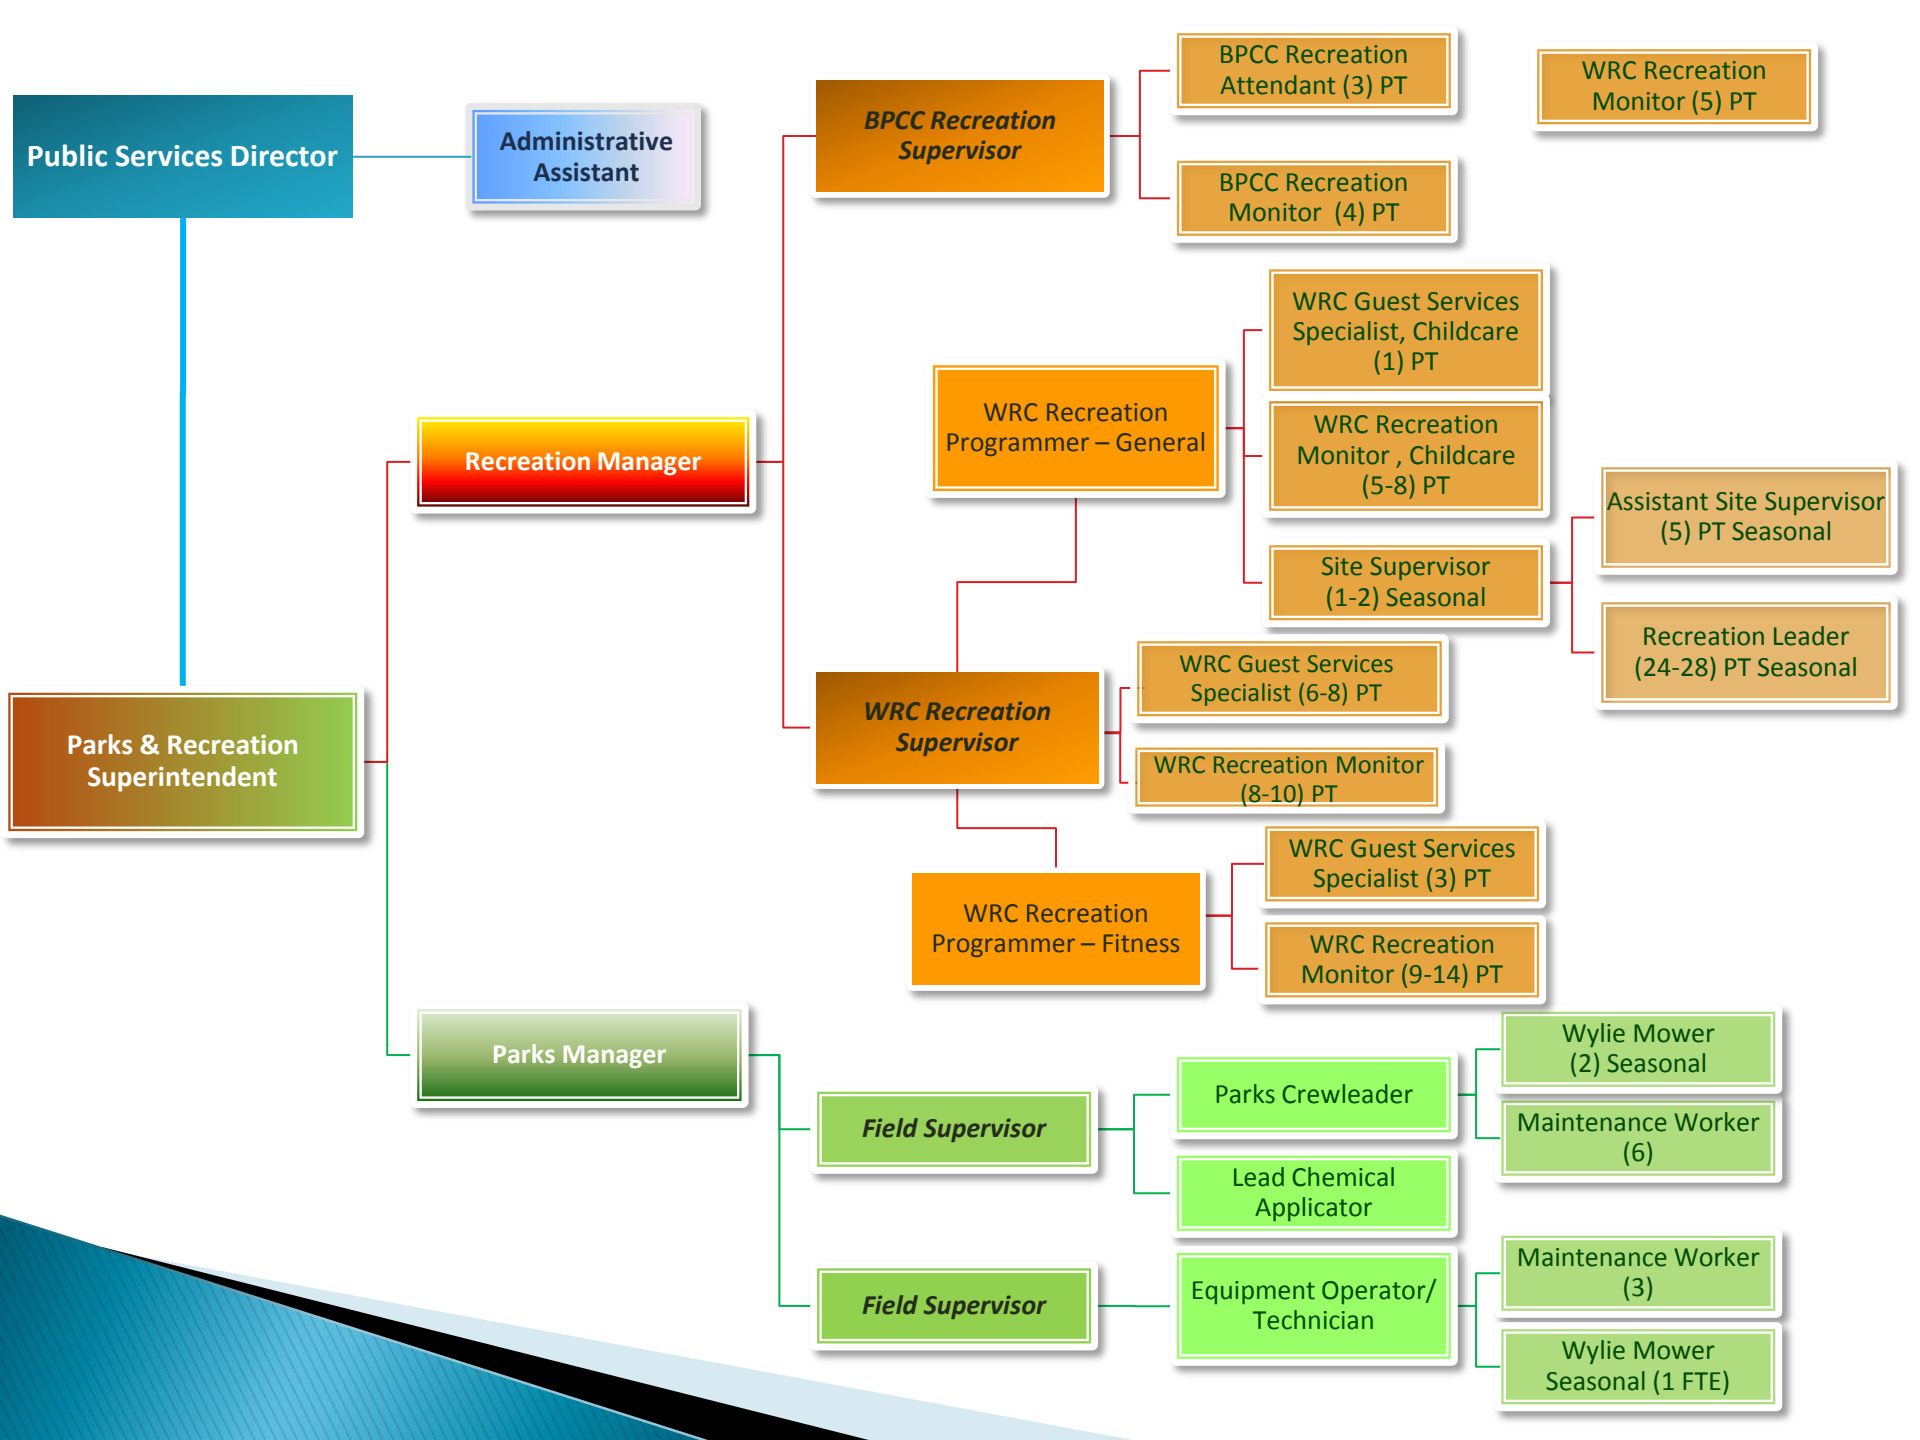 Public Services Director
Administrative
Assistant
BPCC Recreation
Supervisor
BPCC Recreation
Attendant (3) PT
WRC Recreation
Monitor (5) PT
BPCC Recreation
Monitor  (4) PT
WRC Guest Services
Specialist, Childcare
(1) PT
WRC Recreation
Programmer – General
WRC Recreation
Monitor , Childcare
(5-8) PT
Recreation Manager
Assistant Site Supervisor
(5) PT Seasonal
Site Supervisor
(1-2) Seasonal
Recreation Leader
(24-28) PT Seasonal
WRC Guest Services
Specialist (6-8) PT
WRC Recreation
Supervisor
Parks & Recreation
Superintendent
WRC Recreation Monitor
(8-10) PT
WRC Guest Services
Specialist (3) PT
WRC Recreation
Programmer – Fitness
WRC Recreation
Monitor (9-14) PT
Parks Manager
Wylie Mower
(2) Seasonal
Parks Crewleader
Field Supervisor
Maintenance Worker
(6)
Lead Chemical
Applicator
Maintenance Worker
(3)
Field Supervisor
Equipment Operator/
Technician
Wylie Mower
Seasonal (1 FTE)